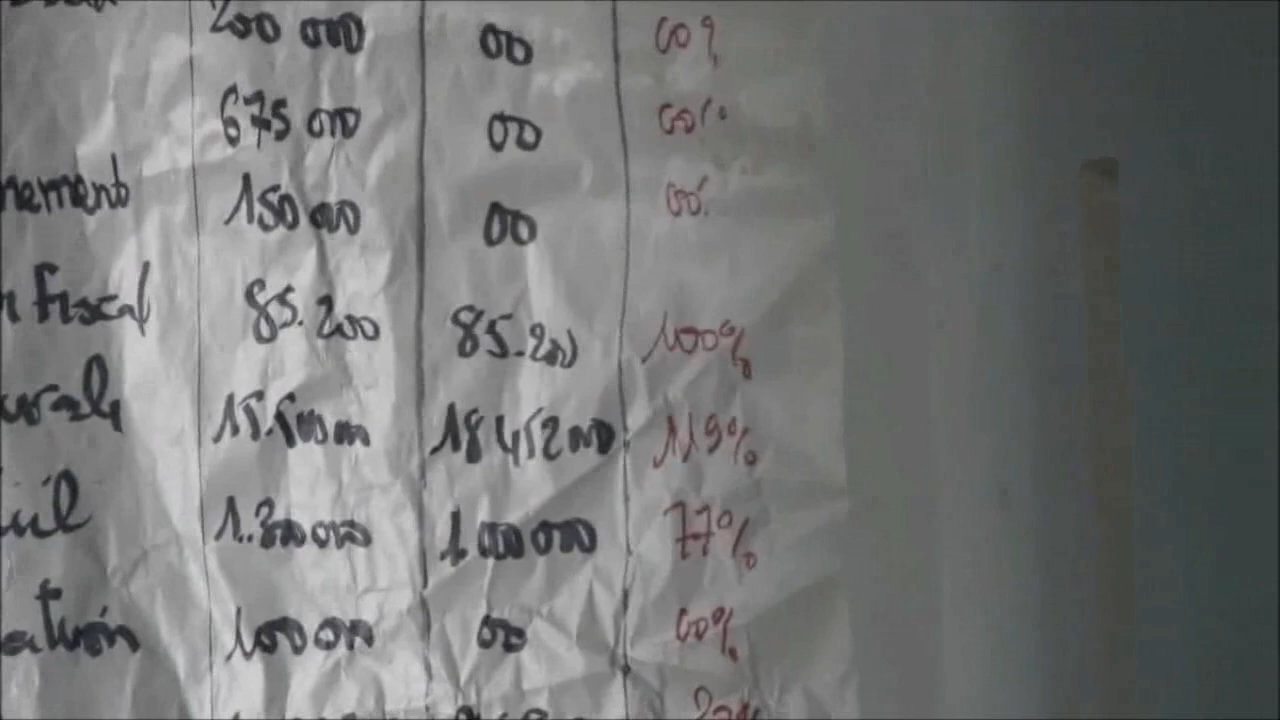 200 000 00 00%
675 000 00 00%
150 000 00 00%
fiscal 85.200 85.200 100%
15.500 000 18 452 000 119%
1.300 000 1 000 000 77%
100 000 00 00%